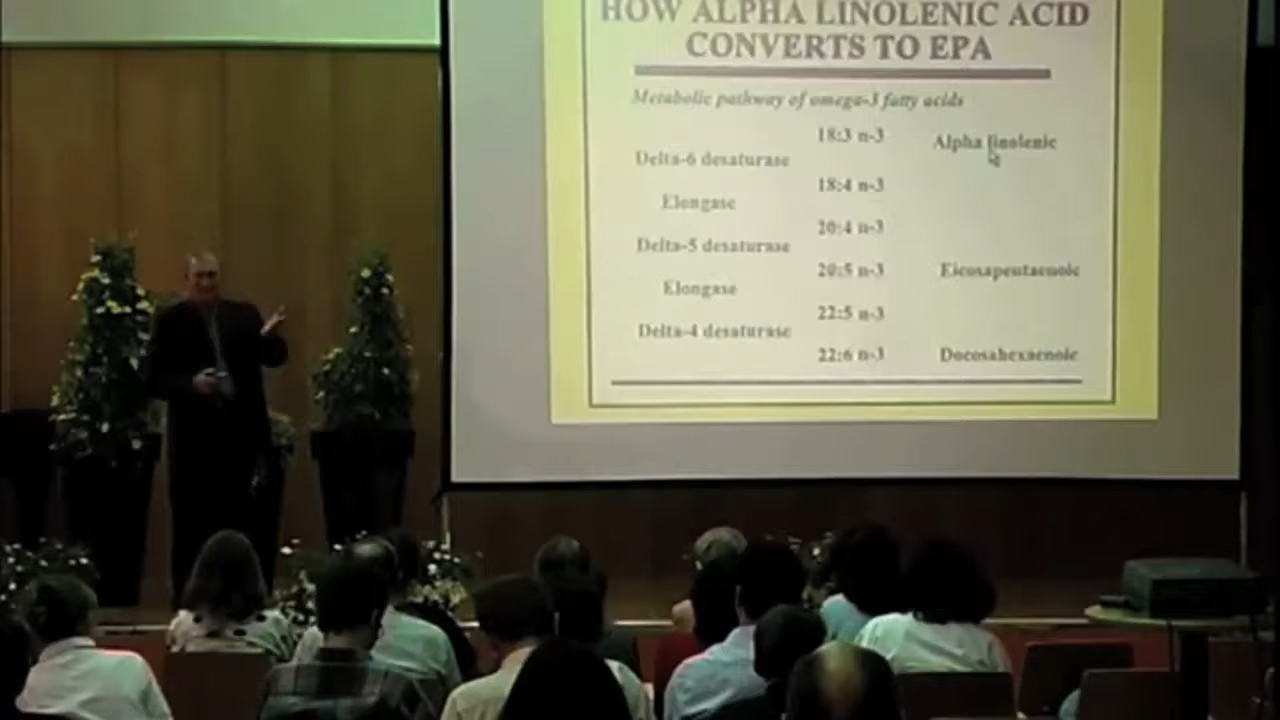 HOW ALPHA LINOLENIC ACID
CONVERTS TO EPA
Metabolic pathway of omega-3 fatty acids
18:3 n-3 Alpha linolenic
Delta-6 desaturase
18:4 n-3
Elongase
20:4 n-3
Delta-5 desaturase
20:5 n-3 Eicosapentaenoic
Elongase
22:5 n-3
Delta-4 desaturase
22:6 n-3 Docosahexaenoic